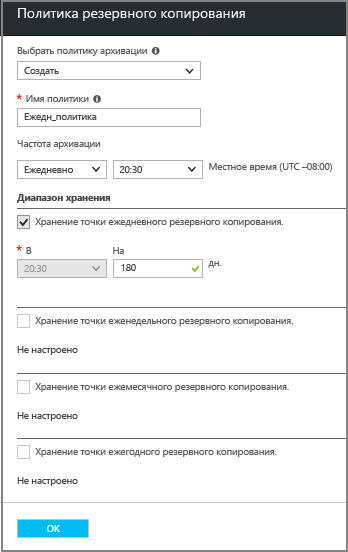 Политика резервного копирования
Выбрать политику архивации
Создать
* Имя политики
Ежедн_политика
Частота архивации
Ежедневно 20:30 Местное время (UTC –08:00)
Диапазон хранения
Хранение точки ежедневного резервного копирования.
* В На
20:30 180 дн.
Хранение точки еженедельного резервного копирования.
Не настроено
Хранение точки ежемесячного резервного копирования.
Не настроено
Хранение точки ежегодного резервного копирования.
Не настроено
ОК